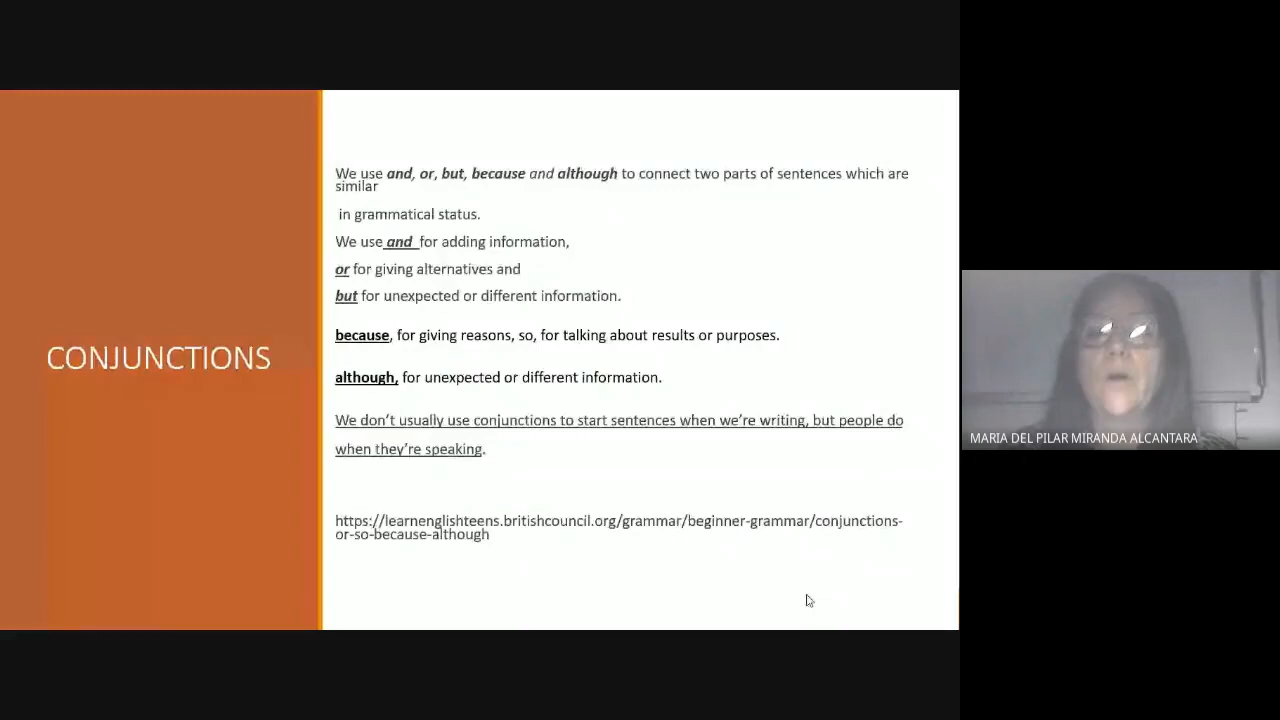 CONJUNCTIONS
We use and, or, but, because and although to connect two parts of sentences which are
similar
in grammatical status.
We use and for adding information,
or for giving alternatives and
but for unexpected or different information.
because, for giving reasons, so, for talking about results or purposes.
although, for unexpected or different information.
We don't usually use conjunctions to start sentences when we're writing, but people do
when they're speaking.
https://learnenglishteens.britishcouncil.org/grammar/beginner-grammar/conjunctions-
or-so-because-although
MARIA DEL PILAR MIRANDA ALCANTARA